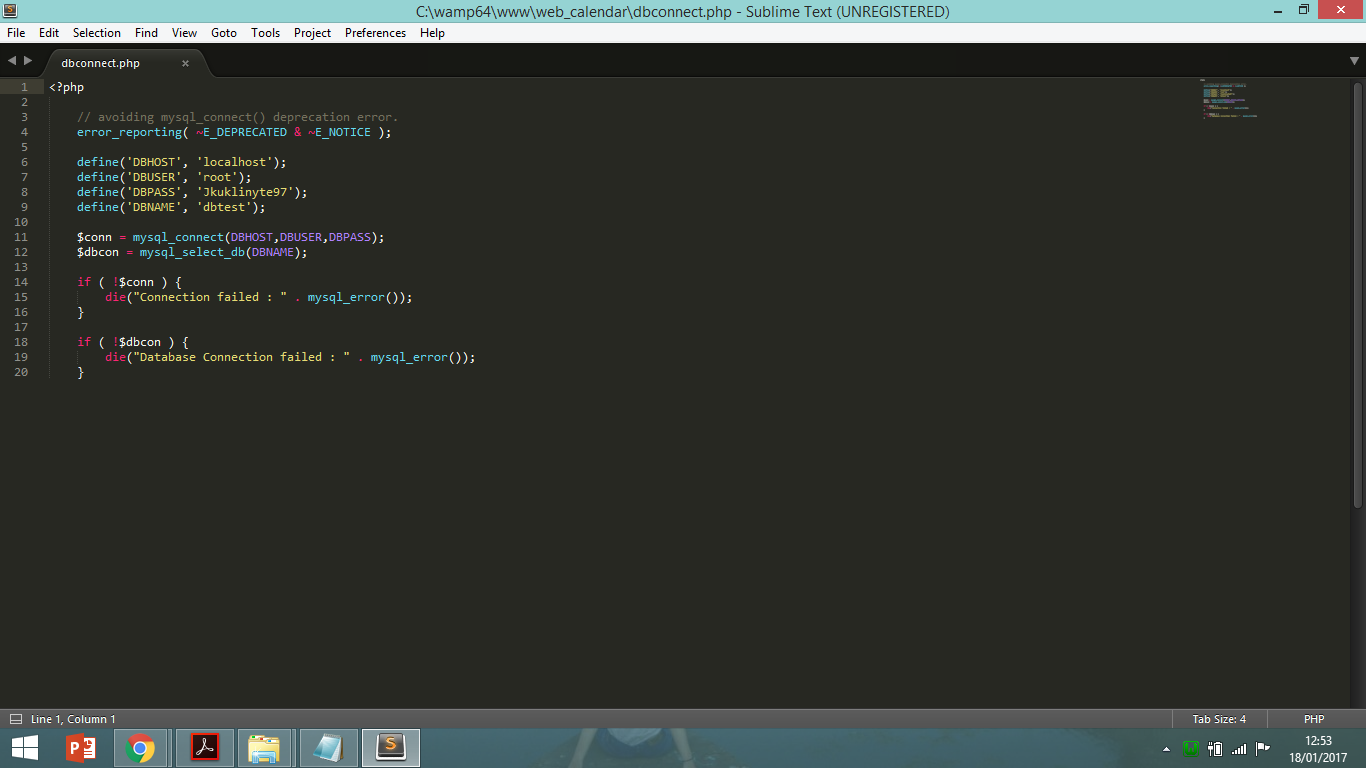 C:\wamp64\www\web_calendar\dbconnect.php - Sublime Text (UNREGISTERED)
File Edit Selection Find View Goto Tools Project Preferences Help
dbconnect.php
1 <?php
2
3 // avoiding mysql_connect() deprecation error.
4 error_reporting( ~E_DEPRECATED & ~E_NOTICE );
5
6 define('DBHOST', 'localhost');
7 define('DBUSER', 'root');
8 define('DBPASS', 'Jkuklinyte97');
9 define('DBNAME', 'dbtest');
10
11 $conn = mysql_connect(DBHOST,DBUSER,DBPASS);
12 $dbcon = mysql_select_db(DBNAME);
13
14 if ( !$conn ) {
15 die("Connection failed : " . mysql_error());
16 }
17
18 if ( !$dbcon ) {
19 die("Database Connection failed : " . mysql_error());
20 }
Line 1, Column 1 Tab Size: 4 PHP
12:53
18/01/2017